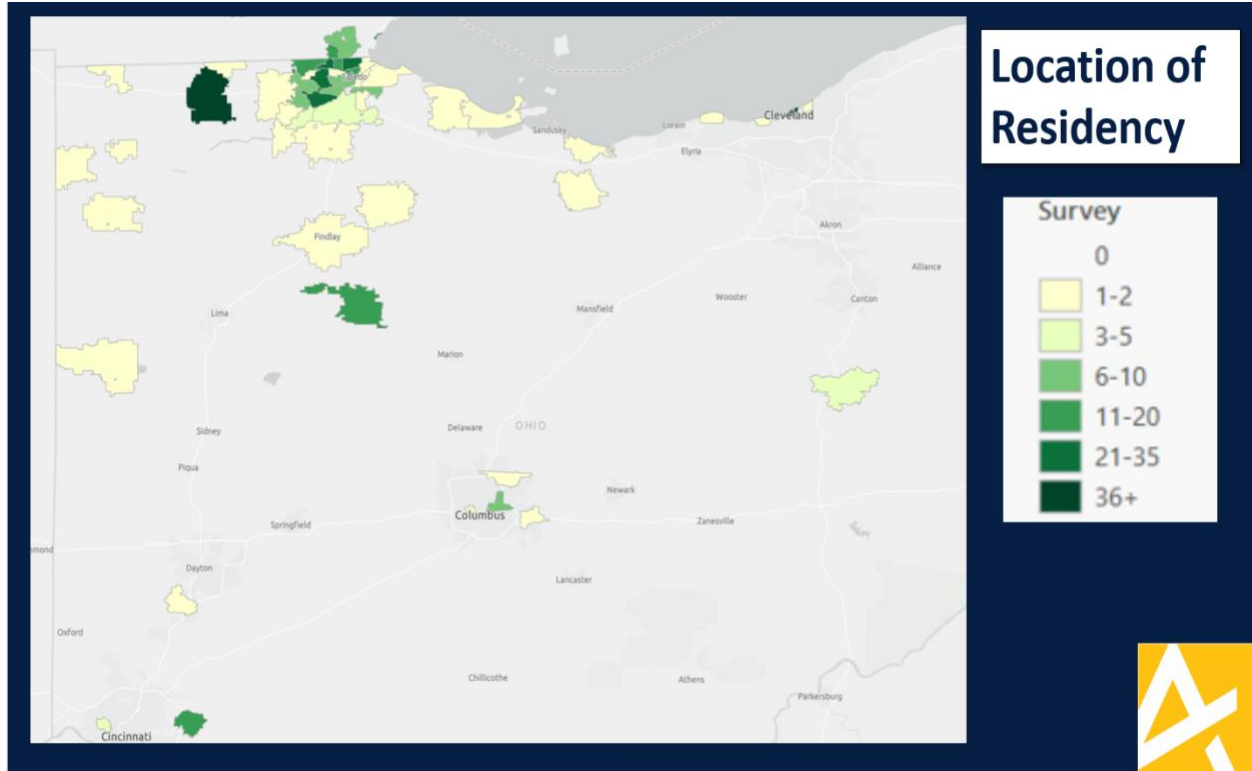 Location of
Residency
Survey
0
1-2
3-5
6-10
11-20
21-35
36+
Toledo
Cleveland
Lorain
Sandusky
Elyria
Akron
Findlay
Alliance
Wooster
Canton
Lima
Mansfield
Marion
Sidney
Delaware
OHIO
Piqua
Newark
Columbus
Springfield
Zanesville
mond
Dayton
Lancaster
Oxford
Chillicothe
Athens
Parkersburg
Cincinnati